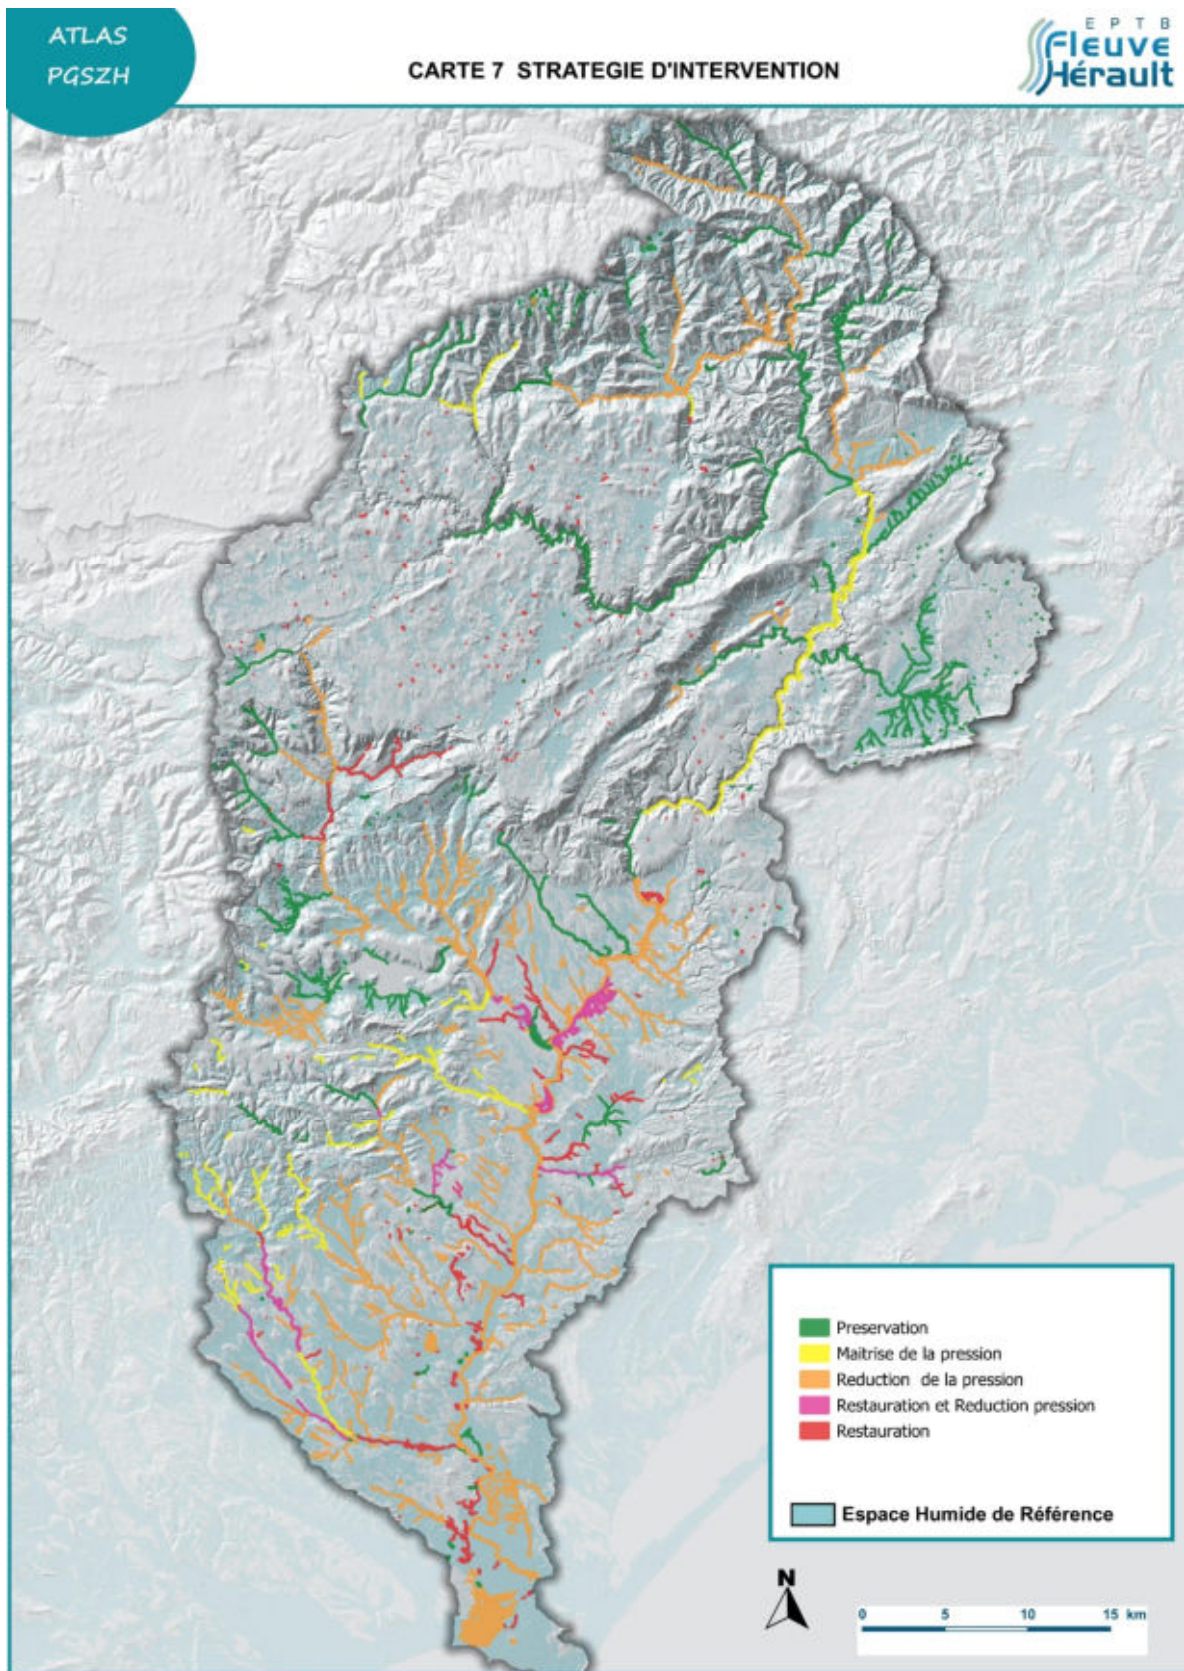 ATLAS
PGSZH
CARTE 7 STRATEGIE D'INTERVENTION
EPTB
Fleuve
Hérault
Preservation
Maitrise de la pression
Reduction de la pression
Restauration et Reduction pression
Restauration
Espace Humide de Référence
N
0 5 10 15 km